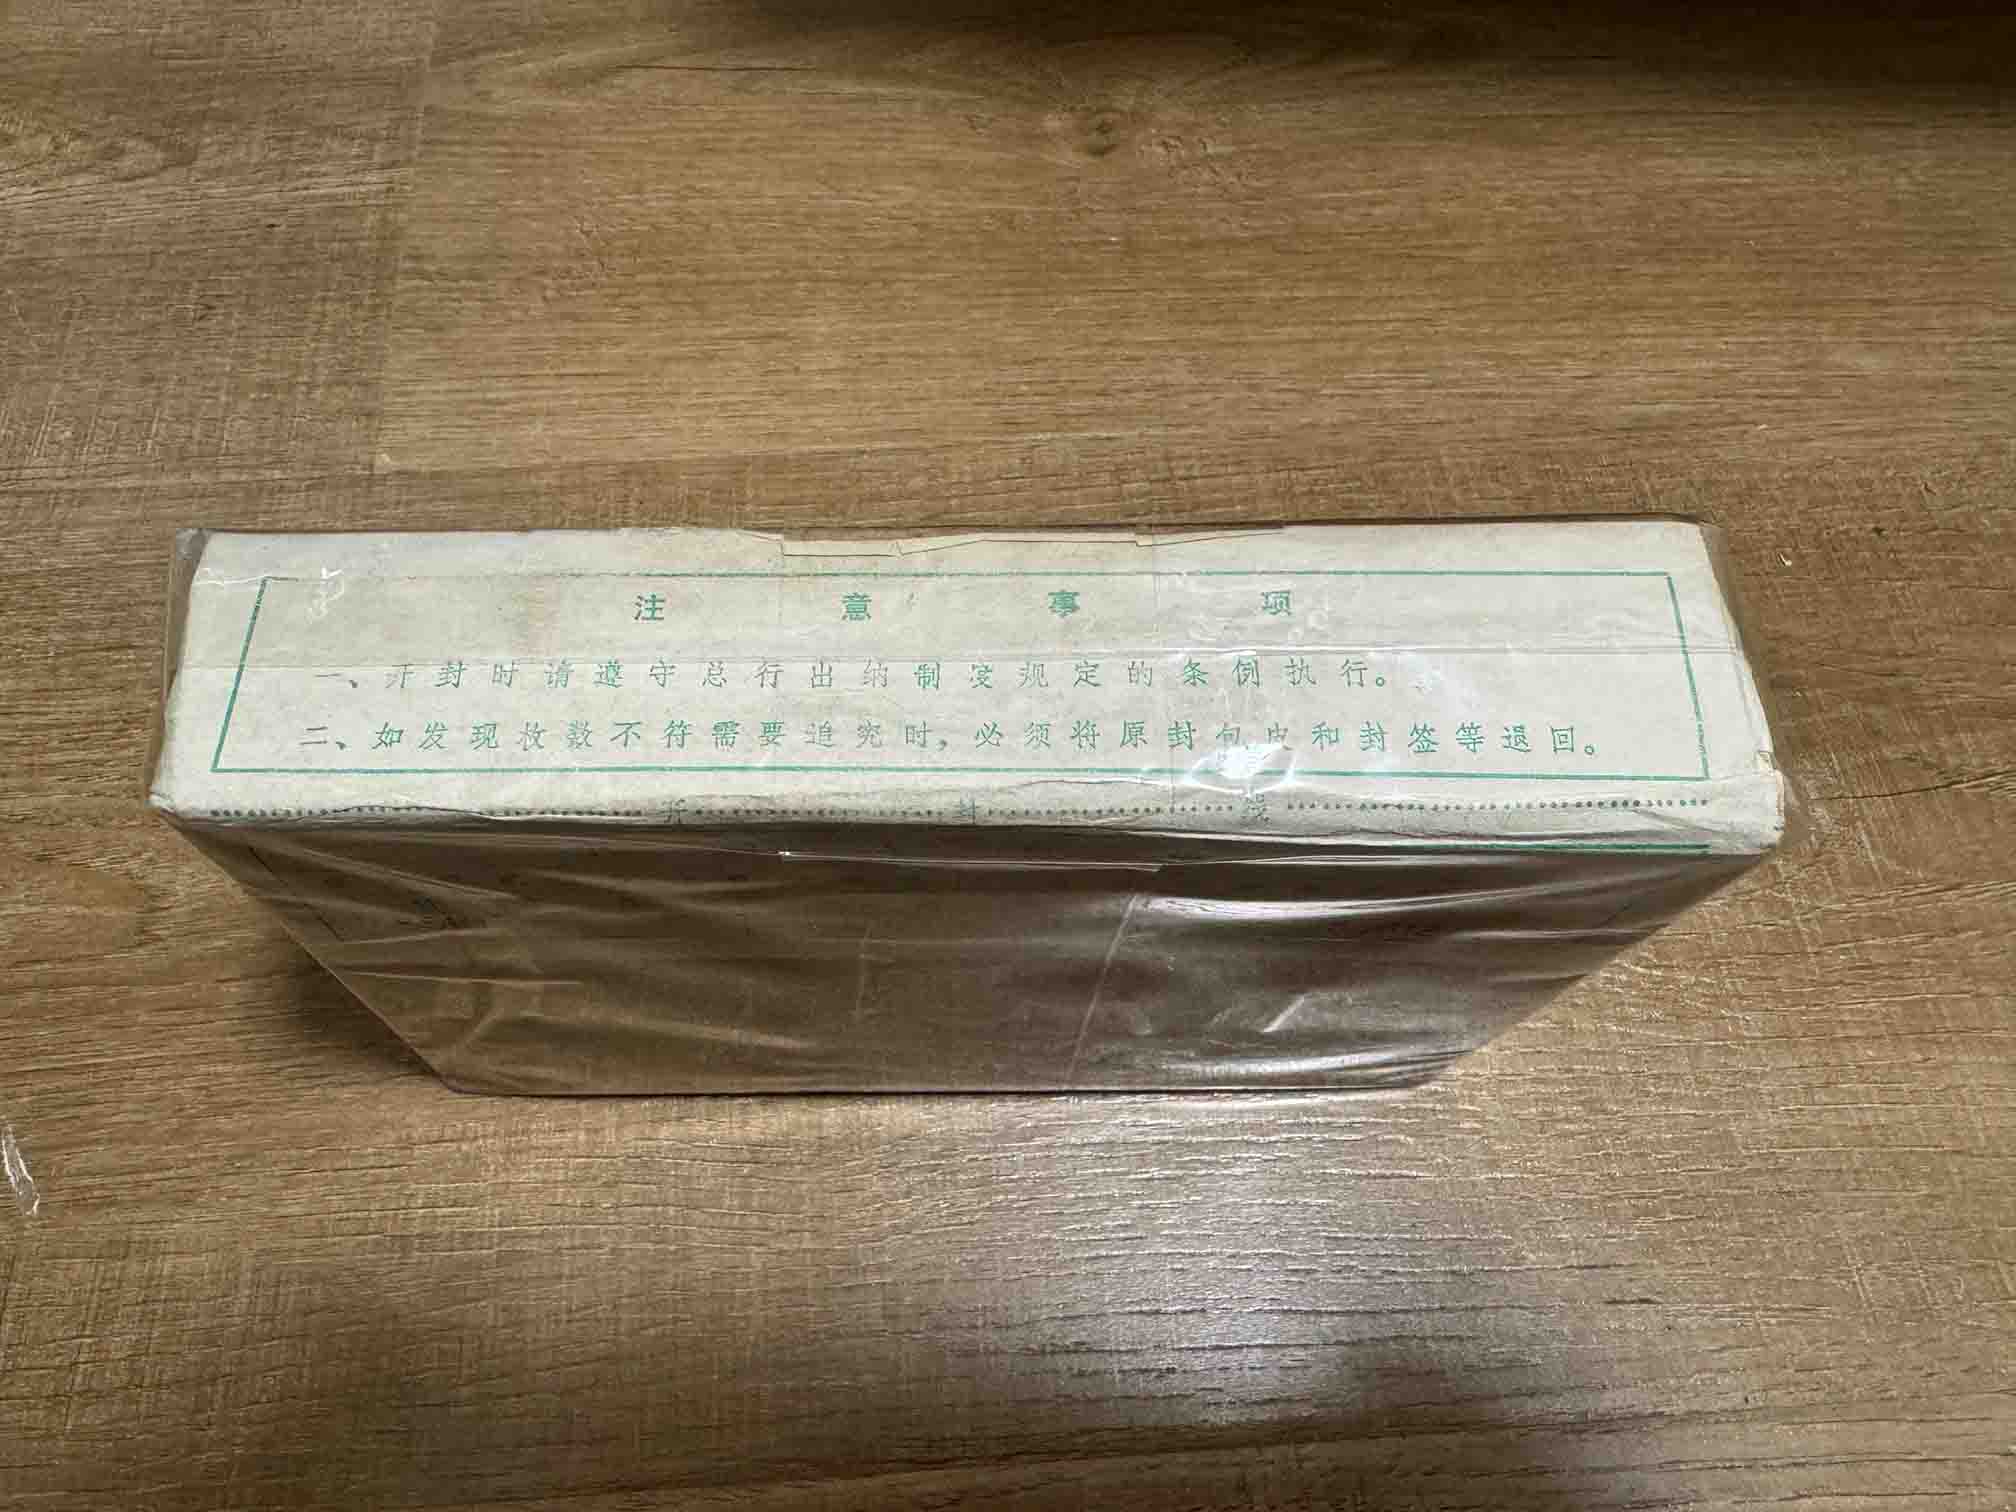 注意事项
一、开封时请遵守总行出纳制度规定的条例执行。
二、如发现枚数不符需要追究时，必须将原封包皮和封签等退回。
开封线